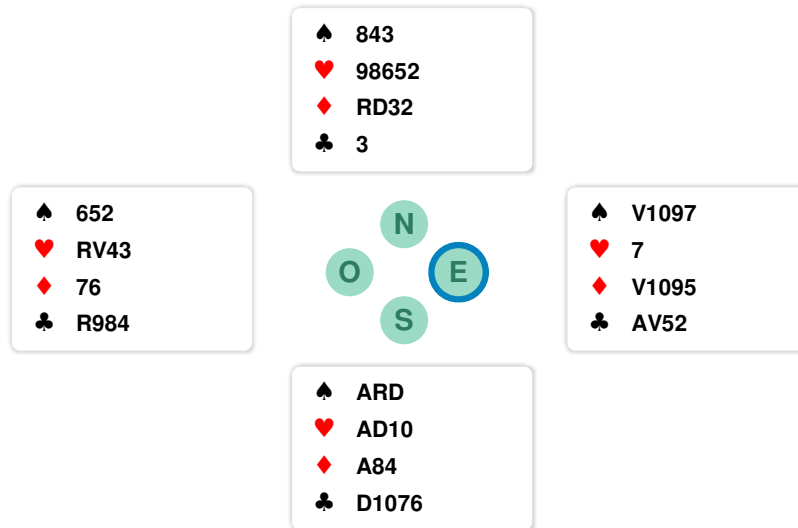 ♠ 843
♥ 98652
♦ RD32
♣ 3
♠ 652
♥ RV43
♦ 76
♣ R984
N
O E
S
♠ V1097
♥ 7
♦ V1095
♣ AV52
♠ ARD
♥ AD10
♦ A84
♣ D1076